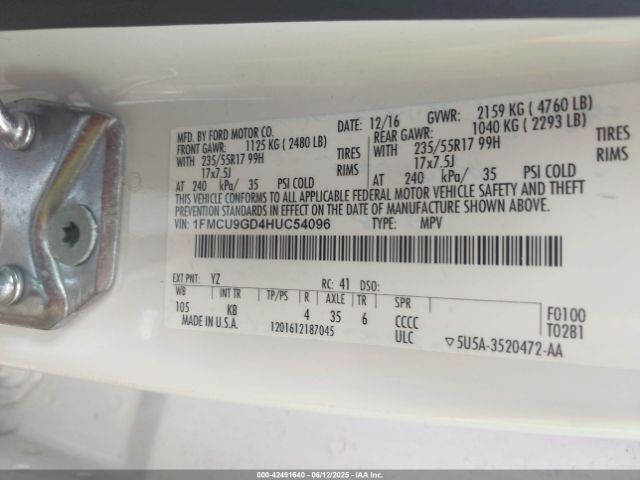 MFD. BY FORD MOTOR CO.
DATE: 12/16 GVWR: 2159 KG ( 4760 LB)
FRONT GAWR: 1125 KG ( 2480 LB)
REAR GAWR: 1040 KG ( 2293 LB)
WITH 235/55R17 99H TIRES
17x7.5J RIMS
WITH 235/55R17 99H TIRES
17x7.5J RIMS
AT 240 kPa/ 35 PSI COLD
AT 240 kPa/ 35 PSI COLD
THIS VEHICLE CONFORMS TO ALL APPLICABLE FEDERAL MOTOR VEHICLE SAFETY AND THEFT
PREVENTION STANDARDS IN EFFECT ON THE DATE OF MANUFACTURE SHOWN ABOVE.
VIN: 1FMCU9GD4HUC54096 TYPE: MPV
EXT PNT: YZ RC: 41 DSO:
WB INT TR TP/PS R AXLE TR SPR
105 KB 4 35 6 CCCC
F0100
T0281
MADE IN U.S.A. 1201612187045 ULC ▽5U5A-3520472-AA
000-42491640 - 06/12/2025 - IAA Inc.